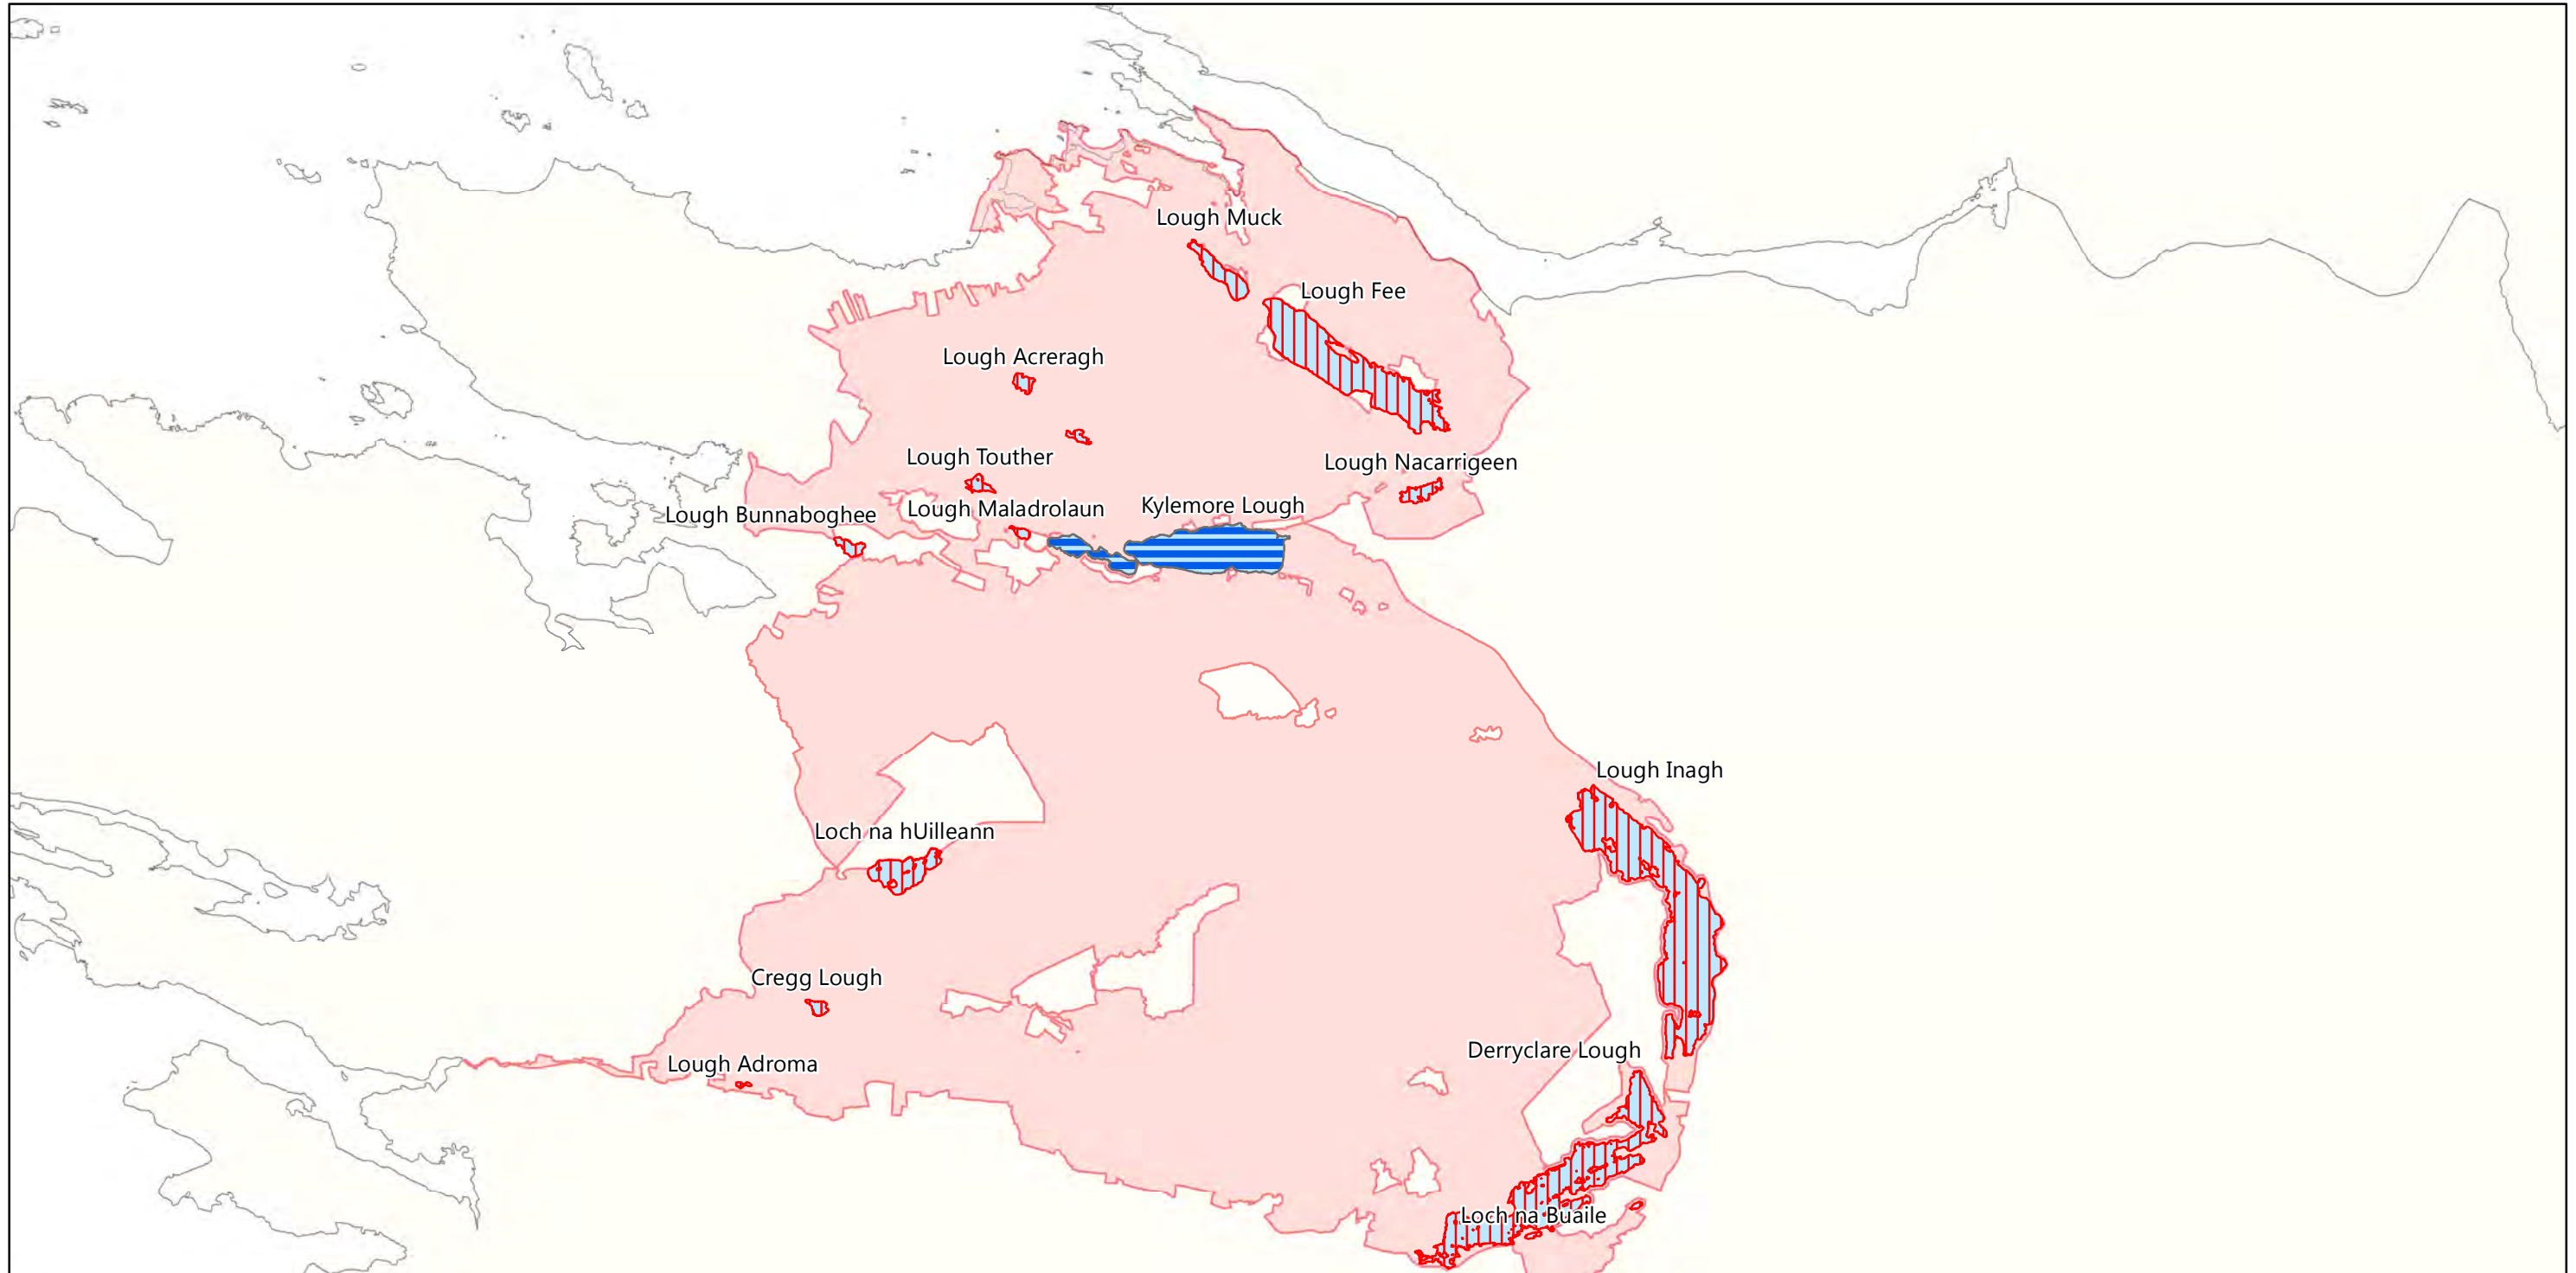 Lough Muck
Lough Fee
Lough Acreragh
Lough Touther
Lough Nacarrigeen
Lough Maladrolaun
Kylemore Lough
Lough Bunnaboghee
Lough Inagh
Loch na hUilleann
Cregg Lough
Derryclare Lough
Lough Adroma
Loch na Buaile